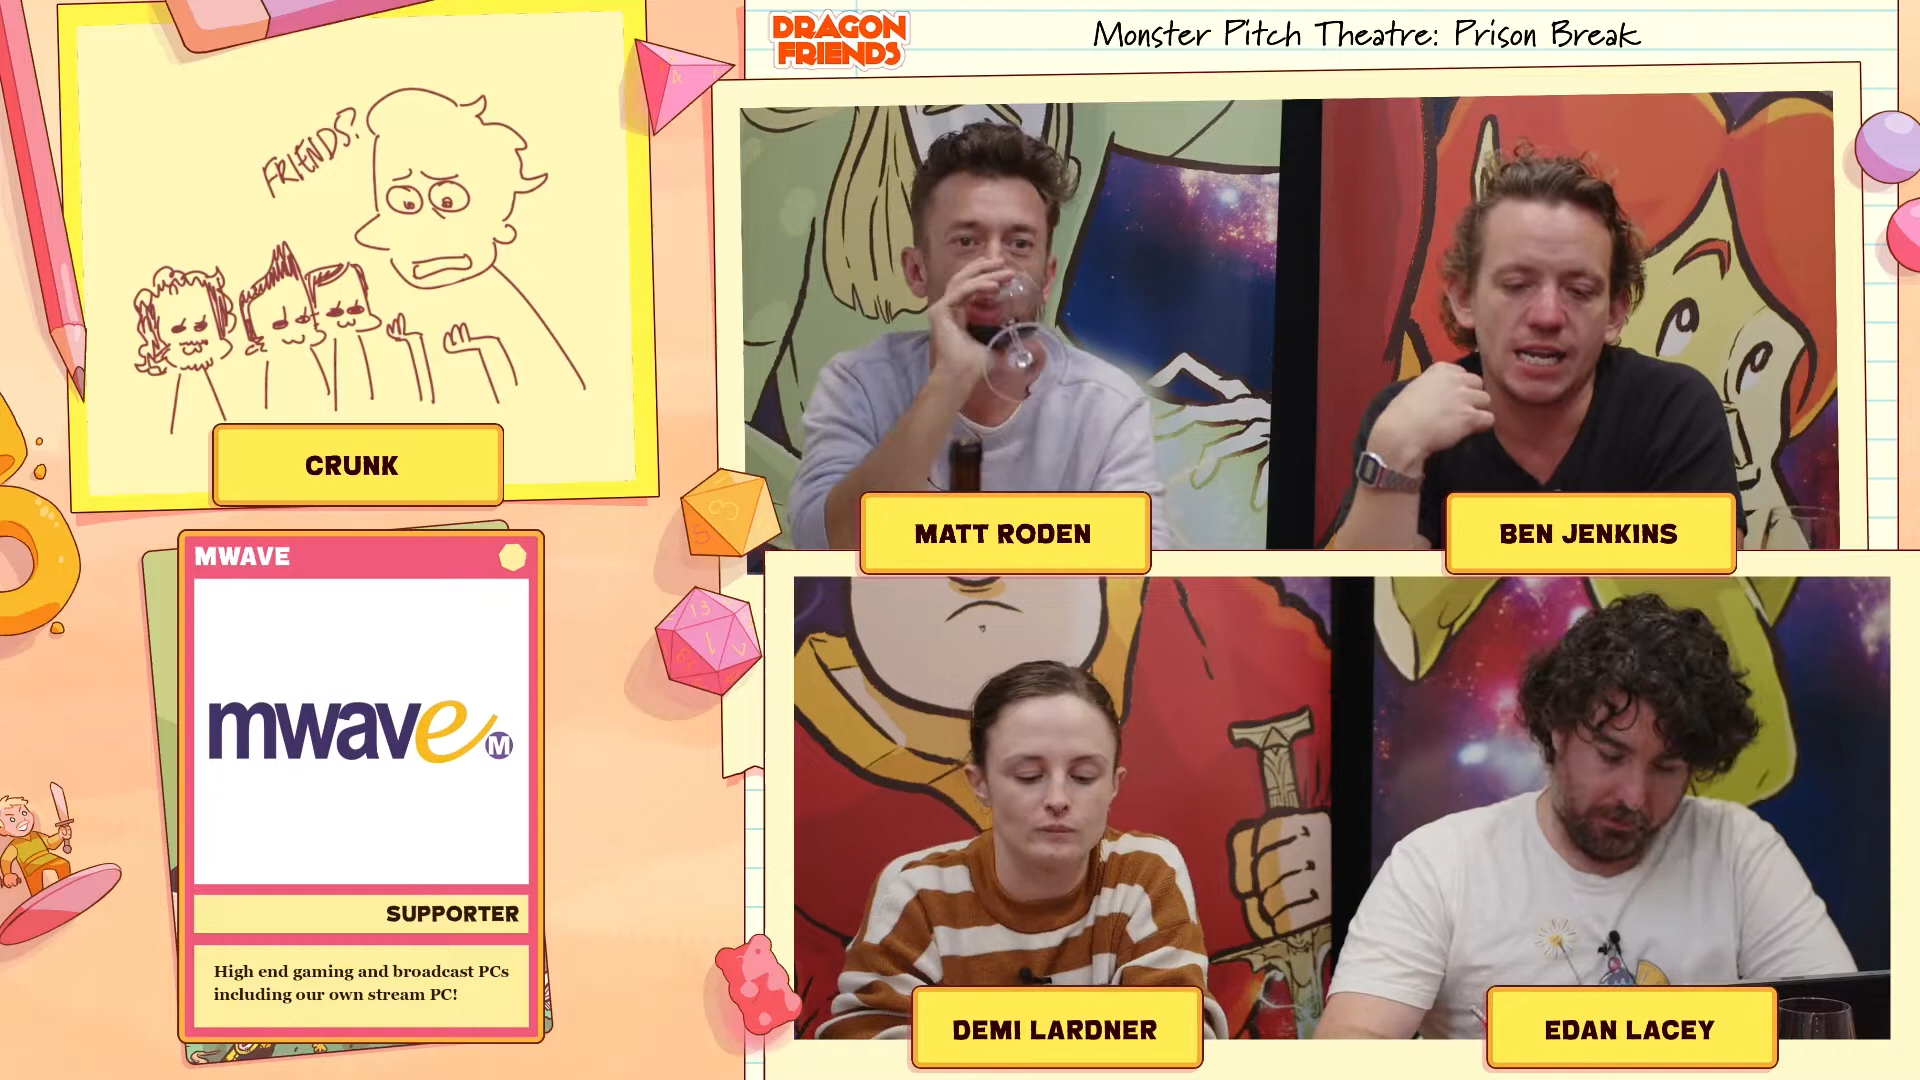 DRAGON
FRIENDS
Monster Pitch Theatre: Prison Break
FRIENDS?
CRUNK
MATT RODEN
BEN JENKINS
MWAVE
mwave M
SUPPORTER
High end gaming and broadcast PCs
including our own stream PC!
DEMI LARDNER
EDAN LACEY